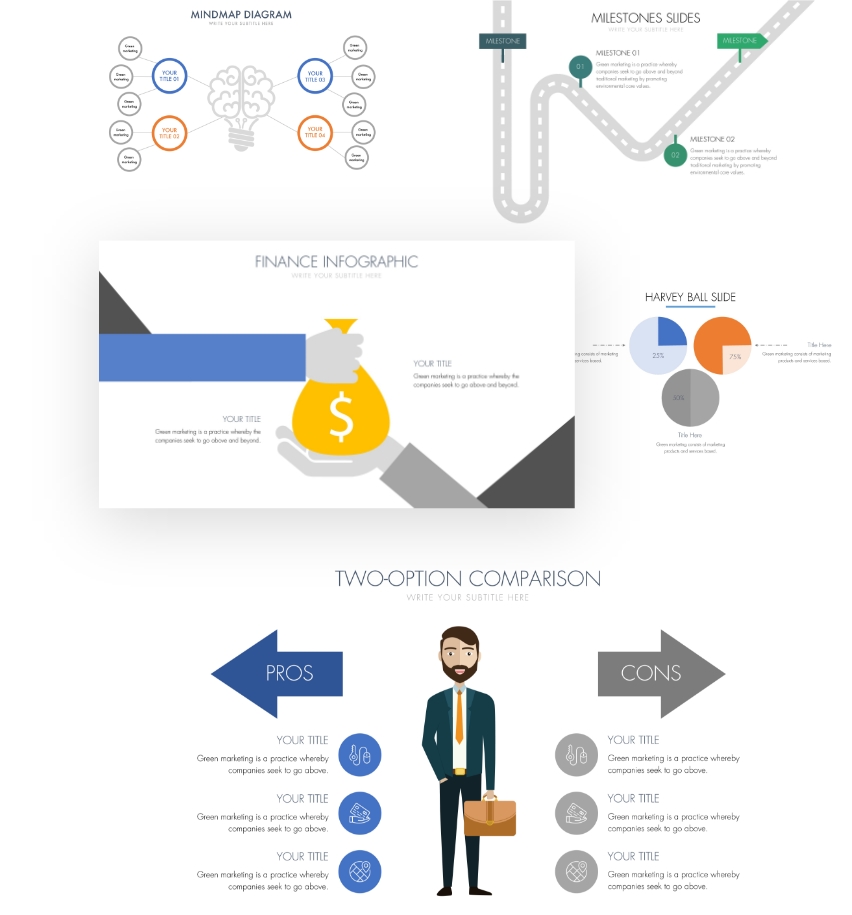 MINDMAP DIAGRAM
WRITE YOUR SUBTITLE HERE
Green
marketing
Green
marketing
Green
marketing
YOUR
TITLE 01
Green
marketing
Green
marketing
YOUR
TITLE 02
YOUR
TITLE 03
Green
marketing
Green
marketing
Green
marketing
YOUR
TITLE 04
Green
marketing
Green
marketing
MILESTONES SLIDES
WRITE YOUR SUBTITLE HERE
MILESTONE
MILESTONE
01
MILESTONE 01
Green marketing is a practice whereby
companies seek to go above and beyond
traditional marketing by promoting
environmental core values.
02
MILESTONE 02
Green marketing is a practice whereby
companies seek to go above and beyond
traditional marketing by promoting
environmental core values.
FINANCE INFOGRAPHIC
WRITE YOUR SUBTITLE HERE
YOUR TITLE
Green marketing is a practice whereby the
companies seek to go above and beyond.
$
YOUR TITLE
Green marketing is a practice whereby the
companies seek to go above and beyond.
HARVEY BALL SLIDE
25%
75%
50%
consists of marketing
services based.
Title Here
Green marketing consists of marketing
products and services based.
Title Here
Green marketing consists of marketing
products and services based.
TWO-OPTION COMPARISON
WRITE YOUR SUBTITLE HERE
PROS
CONS
YOUR TITLE
Green marketing is a practice whereby
companies seek to go above.
YOUR TITLE
Green marketing is a practice whereby
companies seek to go above.
YOUR TITLE
Green marketing is a practice whereby
companies seek to go above.
YOUR TITLE
Green marketing is a practice whereby
companies seek to go above.
YOUR TITLE
Green marketing is a practice whereby
companies seek to go above.
YOUR TITLE
Green marketing is a practice whereby
companies seek to go above.